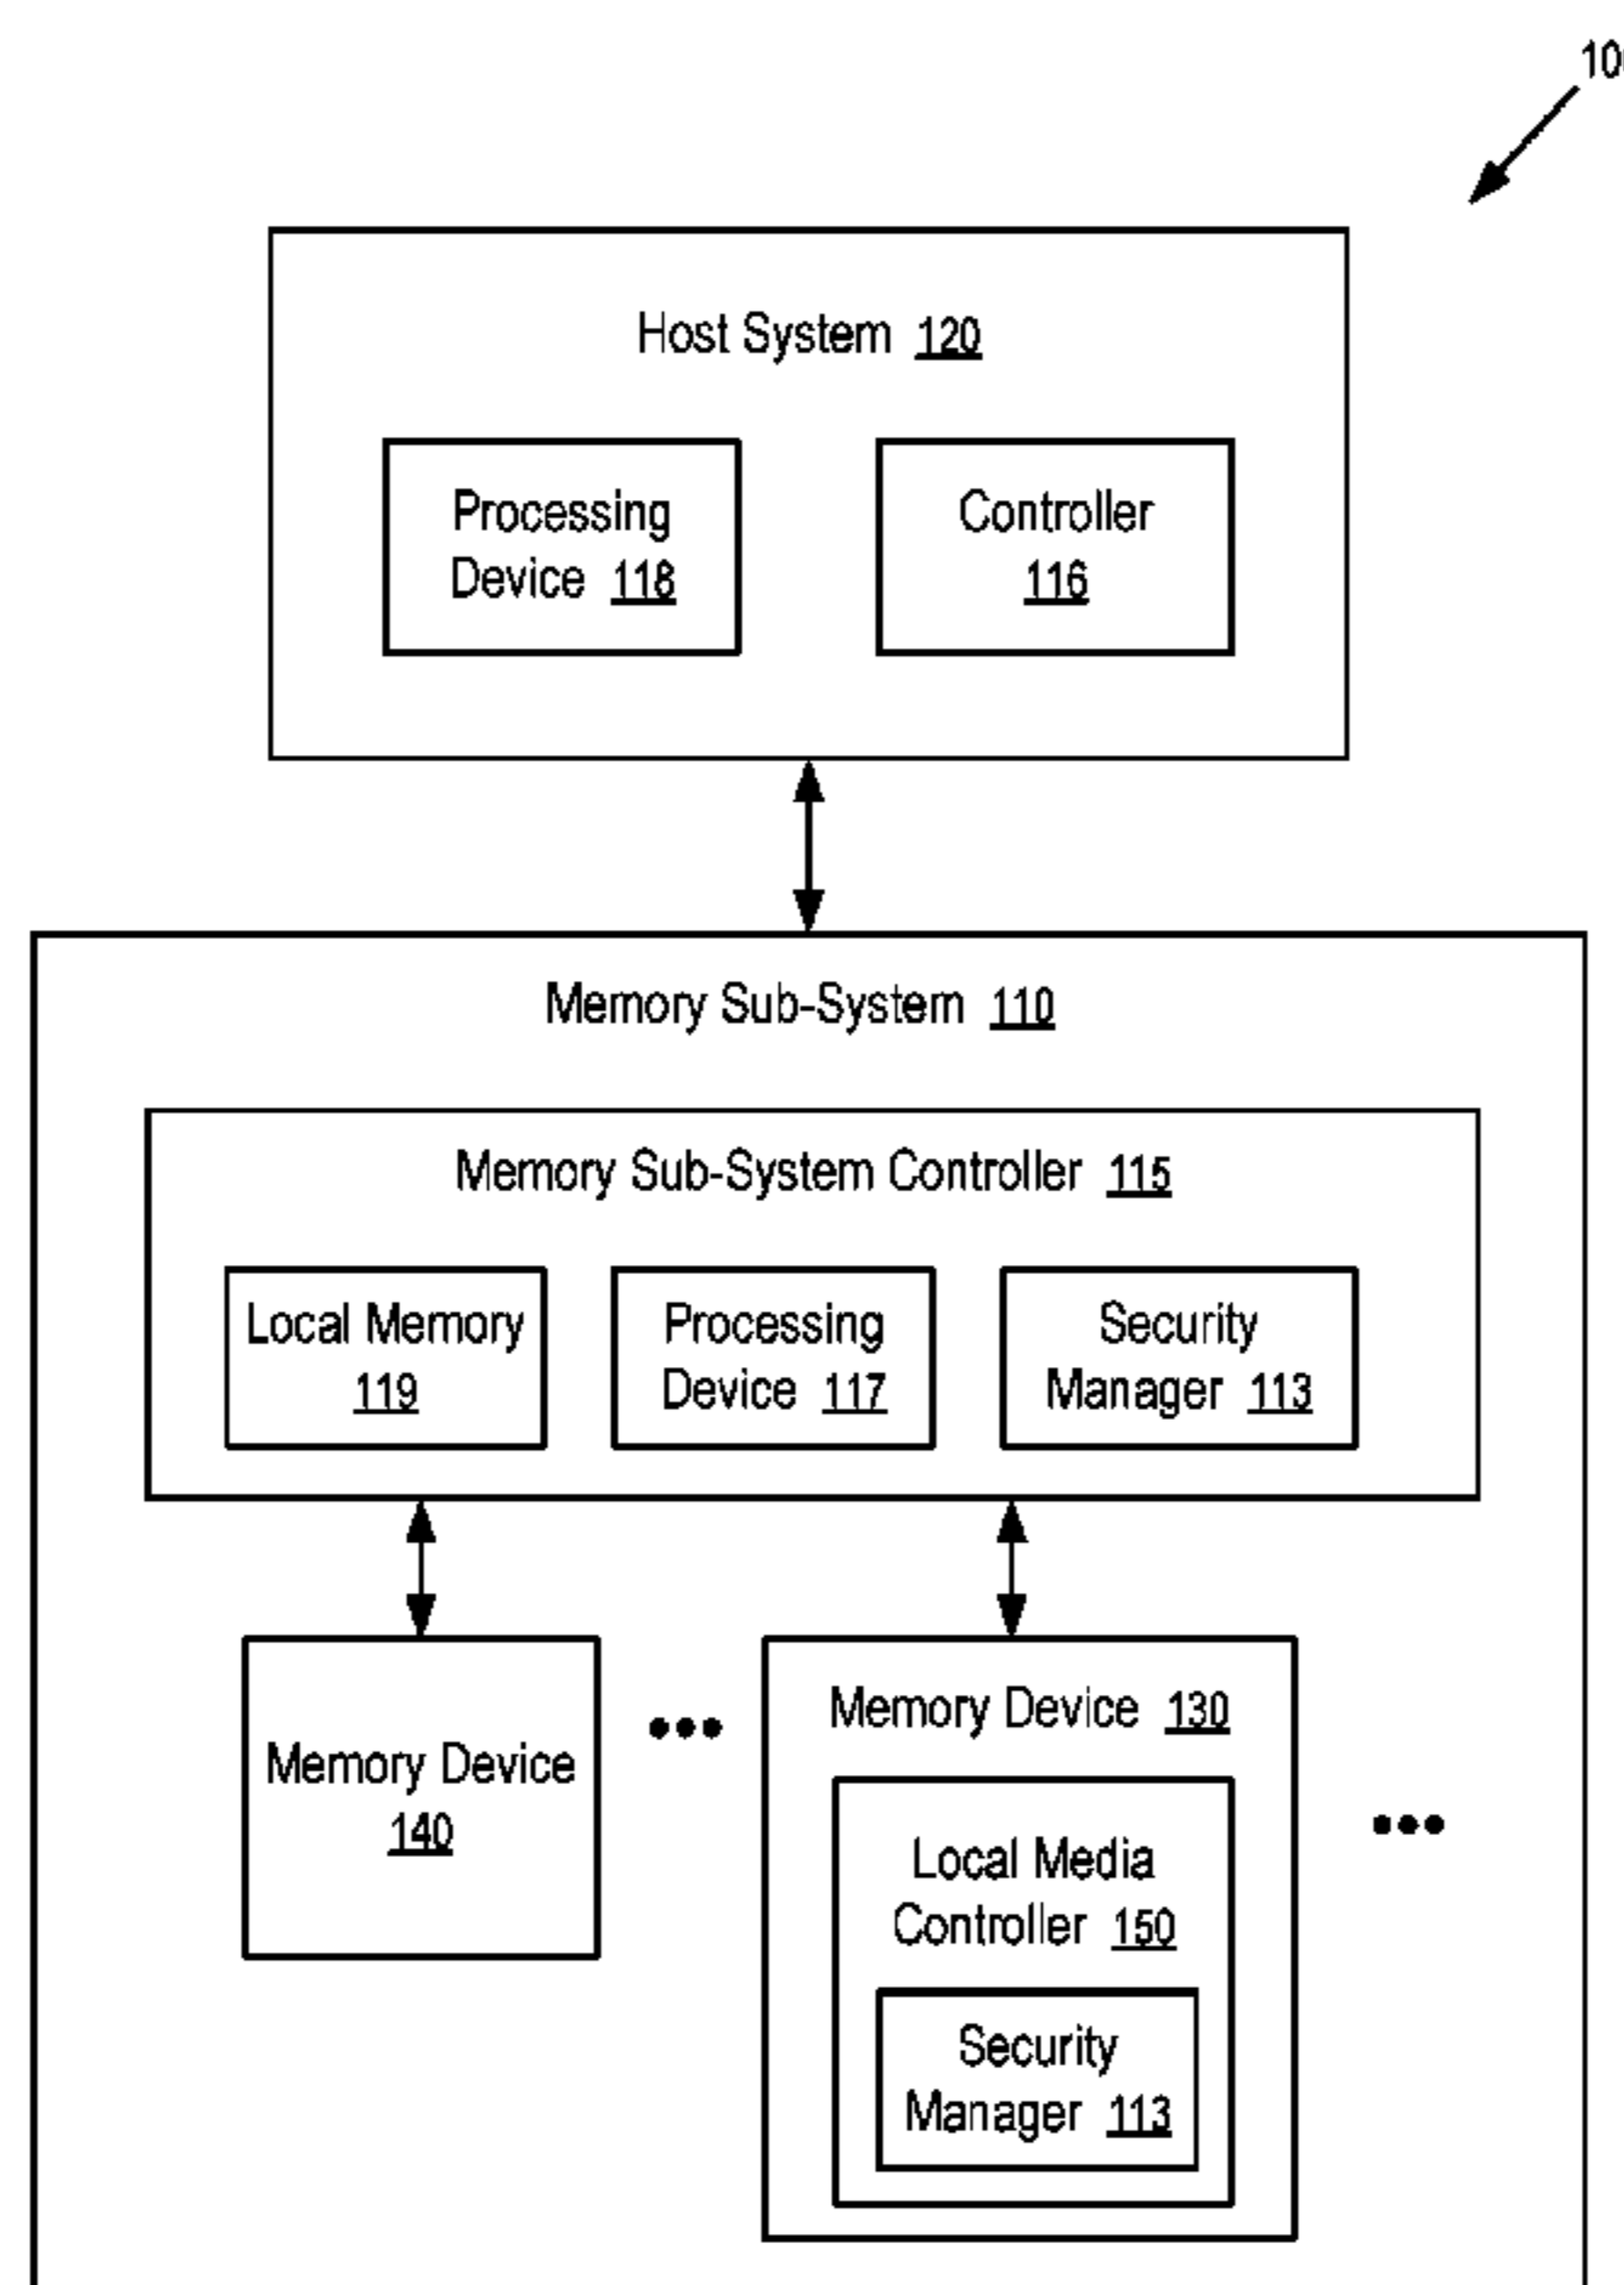 10
Host System 120
Processing
Device 118
Controller
116
Memory Sub-System 110
Memory Sub-System Controller 115
Local Memory
119
Processing
Device 117
Security
Manager 113
Memory Device
140
Memory Device 130
Local Media
Controller 150
Security
Manager 113